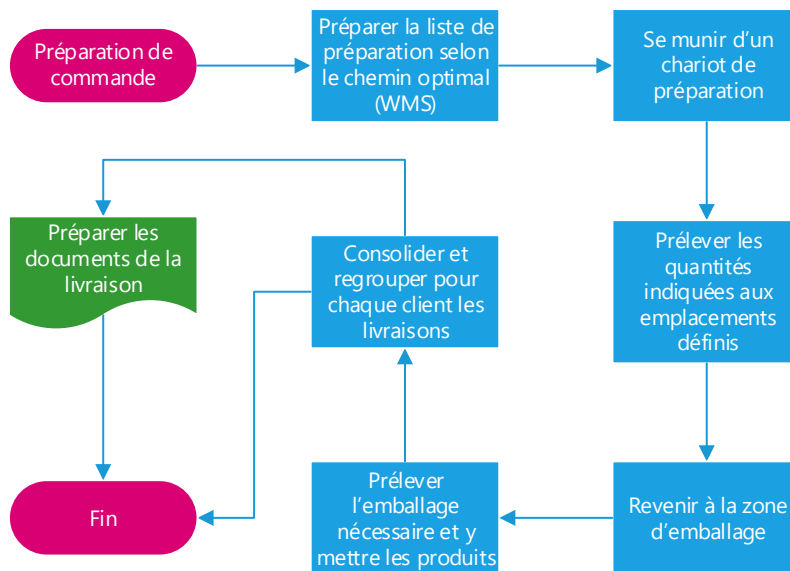 Préparation de
commande
Préparer la liste de
préparation selon
le chemin optimal
(WMS)
Se munir d'un
chariot de
préparation
Prélever les
quantités
indiquées aux
emplacements
définis
Revenir à la zone
d'emballage
Prélever
l'emballage
nécessaire et y
mettre les produits
Consolider et
regrouper pour
chaque client les
livraisons
Préparer les
documents de la
livraison
Fin